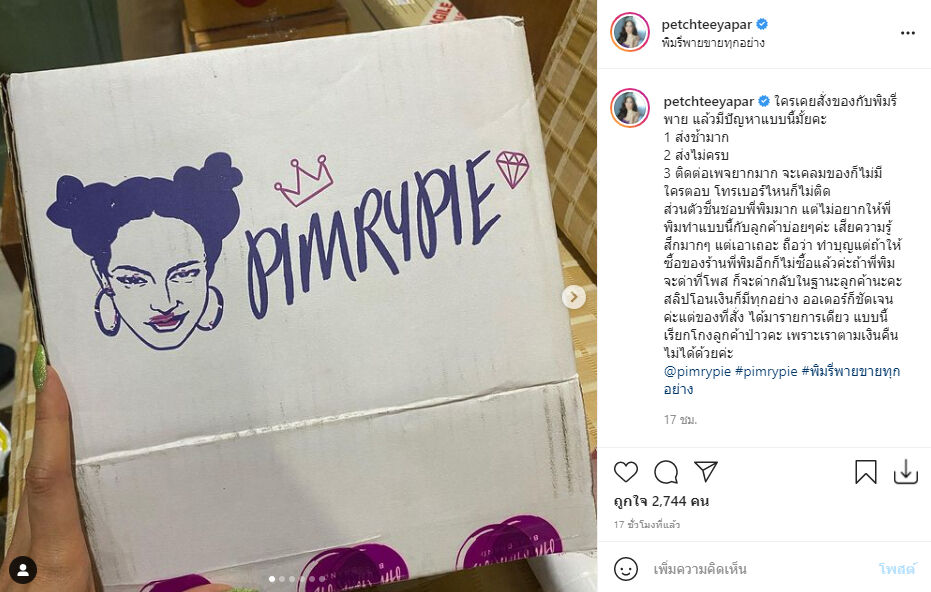 AGILE
PIMRYPIE
petchteeyapar
พิมรี่พายขายทุกอย่าง
petchteeyapar ใครเคยสั่งของกับพิมรี่
พาย แล้วมีปัญหาแบบนี้มั้ยคะ
1 ส่งช้ามาก
2 ส่งไม่ครบ
3 ติดต่อเพจยากมาก จะเคลมของก็ไม่มี
ใครตอบ โทรเบอร์ไหนก็ไม่ติด
ส่วนตัวชื่นชอบพี่พิมมาก แต่ไม่อยากให้พี่
พิมทำแบบนี้กับลูกค้าบ่อยๆค่ะ เสียความรู้
สึกมากๆ แต่เอาเถอะ ถือว่า ทำบุญแต่ถ้าให้
ซื้อของร้านพี่พิมอีกก็ไม่ซื้อแล้วค่ะถ้าพี่พิม
จะด่าที่โพส ก็จะด่ากลับในฐานะลูกค้านะคะ
สลิปโอนเงินก็มีทุกอย่าง ออเดอร์ก็ชัดเจน
ค่ะแต่ของที่สั่ง ได้มารายการเดียว แบบนี้
เรียกโกงลูกค้าป่าวคะ เพราะเราตามเงินคืน
ไม่ได้ด้วยค่ะ
@pimrypie #pimrypie #พิมรี่พายขายทุก
อย่าง
17 ชม.
ถูกใจ 2,744 คน
17 ชั่วโมงที่แล้ว
เพิ่มความคิดเห็น
โพสต์